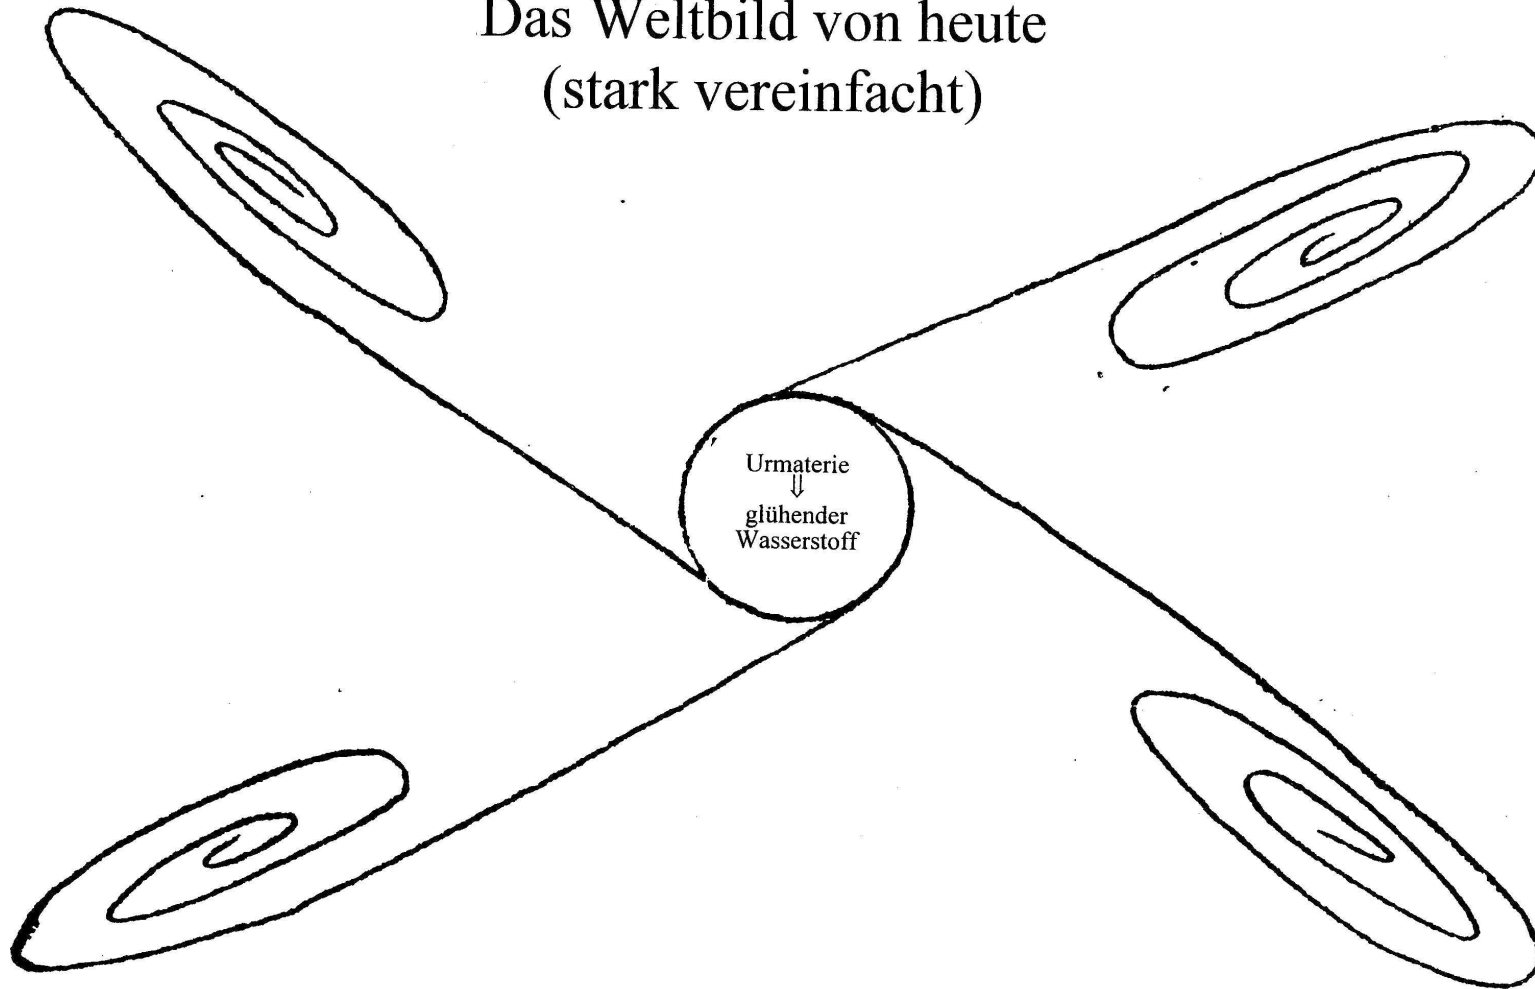 Das Weltbild von heute
(stark vereinfacht)
Urmaterie
⇓
glühender
Wasserstoff